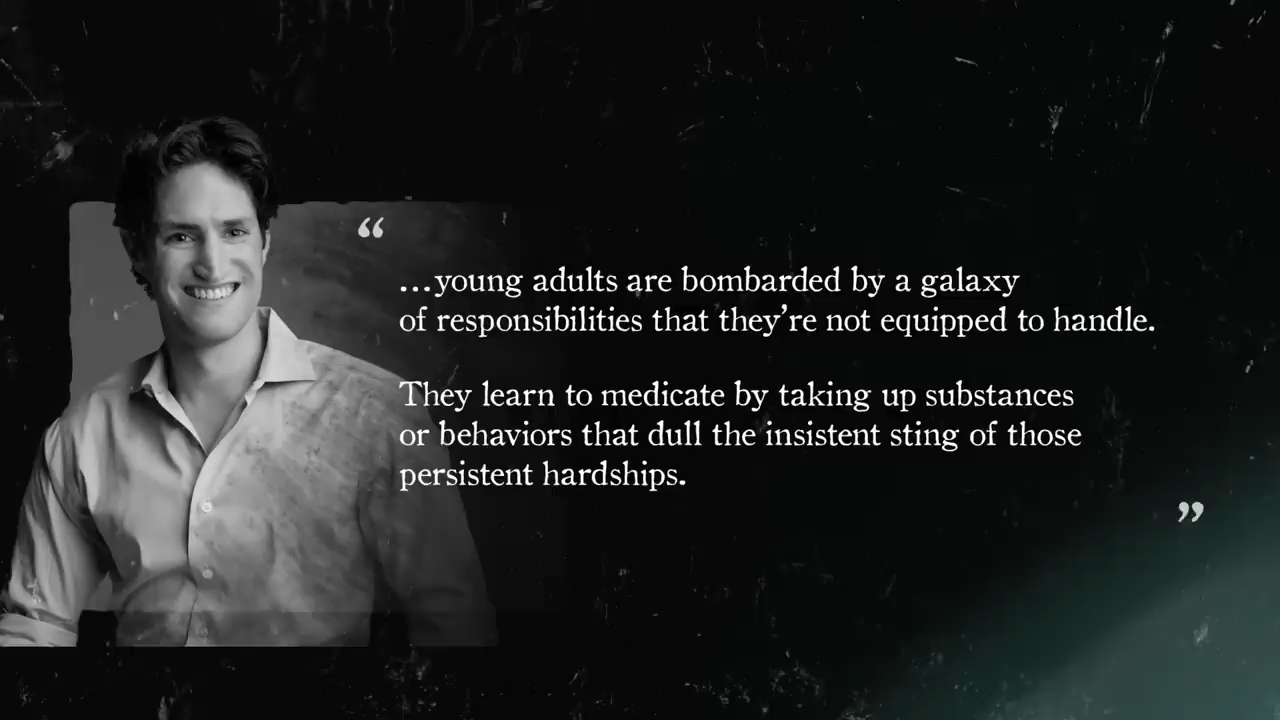 “
…young adults are bombarded by a galaxy
of responsibilities that they’re not equipped to handle.
They learn to medicate by taking up substances
or behaviors that dull the insistent sting of those
persistent hardships.
”